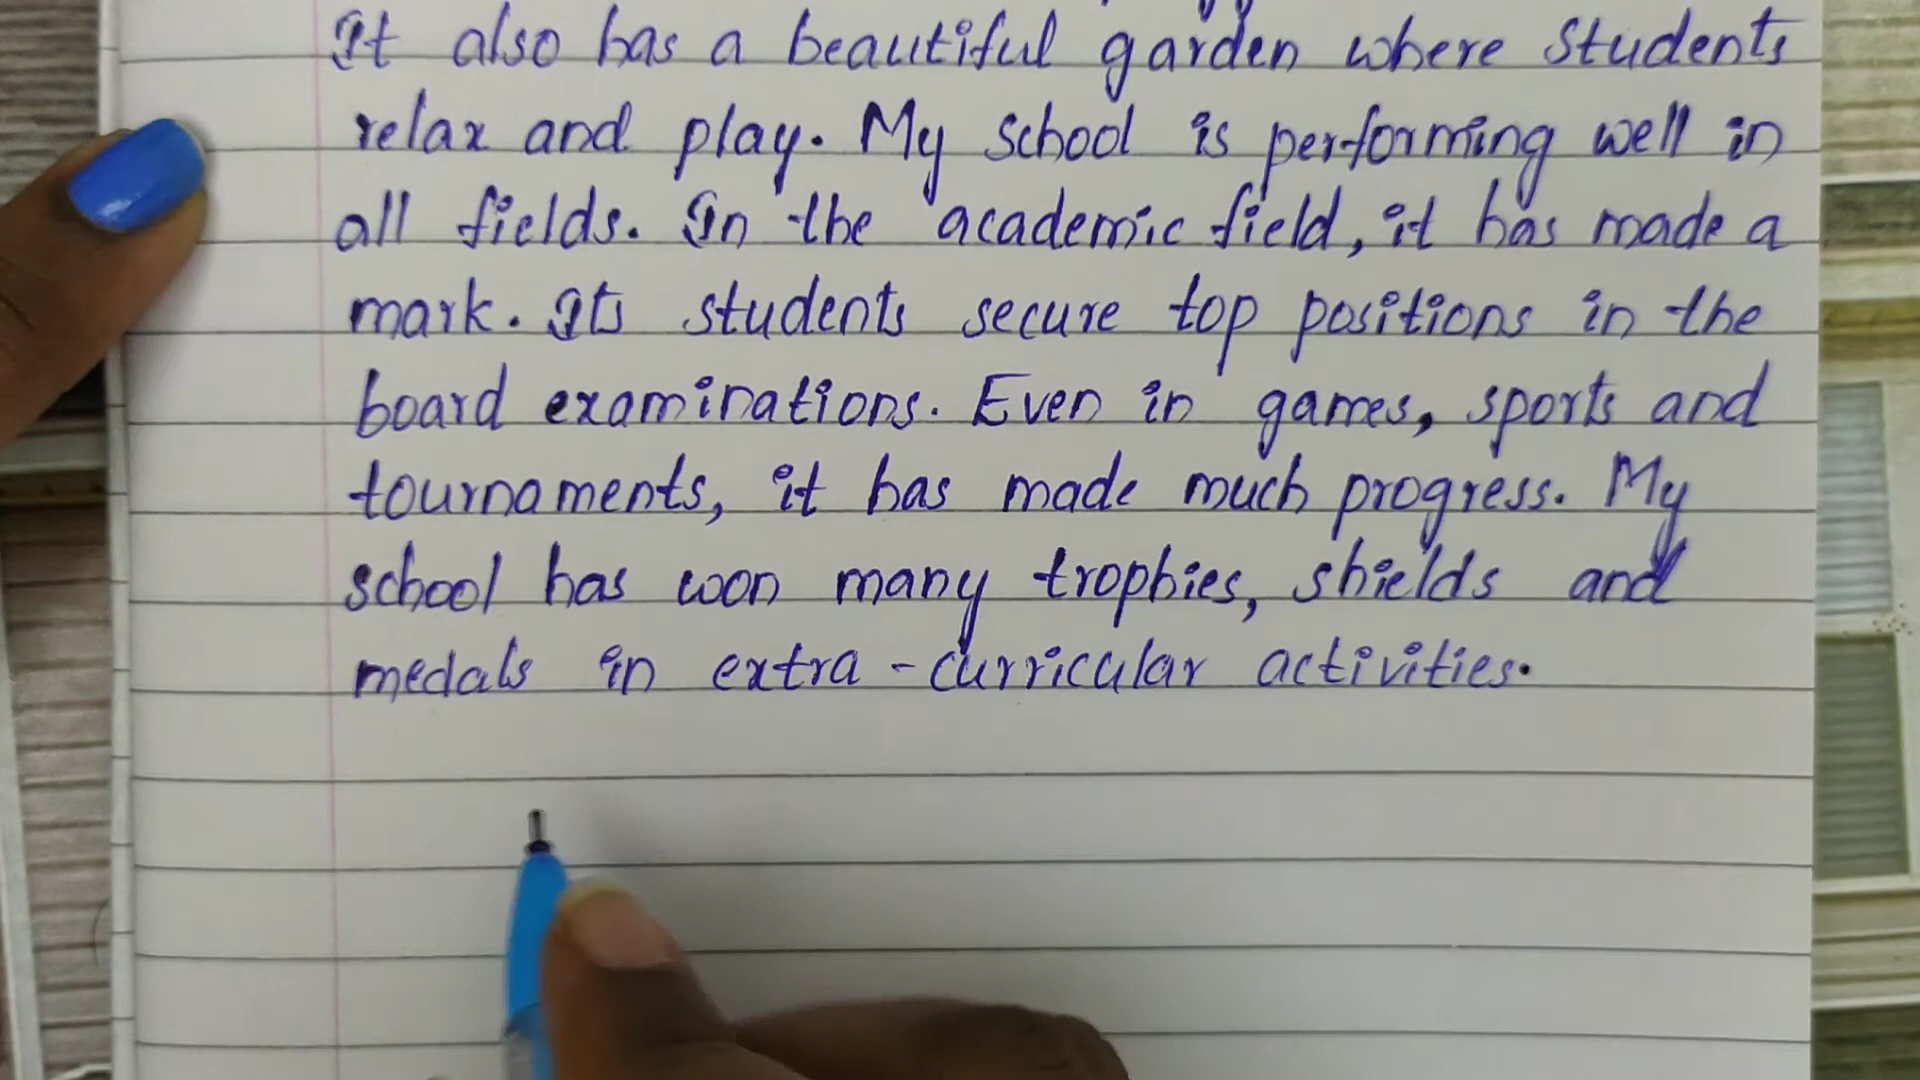 It also has a beautiful garden where students
relax and play. My school is performing well in
all fields. In the academic field, it has made a
mark. Its students secure top positions in the
board examinations. Even in games, sports and
tournaments, it has made much progress. My
school has won many trophies, shields and
medals in extra-curricular activities.